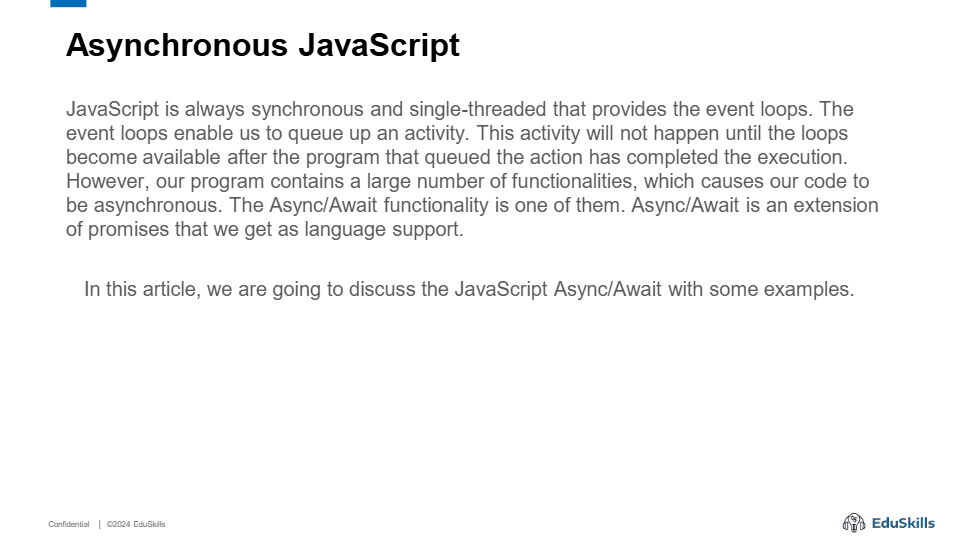 Asynchronous JavaScript
JavaScript is always synchronous and single-threaded that provides the event loops. The
event loops enable us to queue up an activity. This activity will not happen until the loops
become available after the program that queued the action has completed the execution.
However, our program contains a large number of functionalities, which causes our code to
be asynchronous. The Async/Await functionality is one of them. Async/Await is an extension
of promises that we get as language support.
In this article, we are going to discuss the JavaScript Async/Await with some examples.
Confidential | ©2024 EduSkills
EduSkills